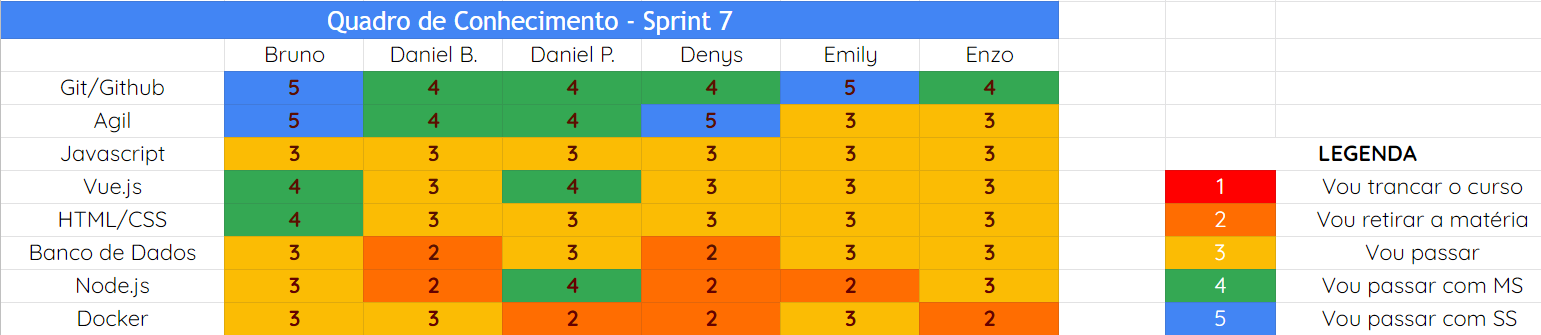 Quadro de Conhecimento - Sprint 7
Bruno Daniel B. Daniel P. Denys Emily Enzo
Git/Github 5 4 4 4 5 4
Agil 5 4 4 5 3 3
Javascript 3 3 3 3 3 3 LEGENDA
Vue.js 4 3 4 3 3 3 1 Vou trancar o curso
HTML/CSS 4 3 3 3 3 3 2 Vou retirar a matéria
Banco de Dados 3 2 3 2 3 3 3 Vou passar
Node.js 3 2 4 2 2 3 4 Vou passar com MS
Docker 3 3 2 2 3 2 5 Vou passar com SS